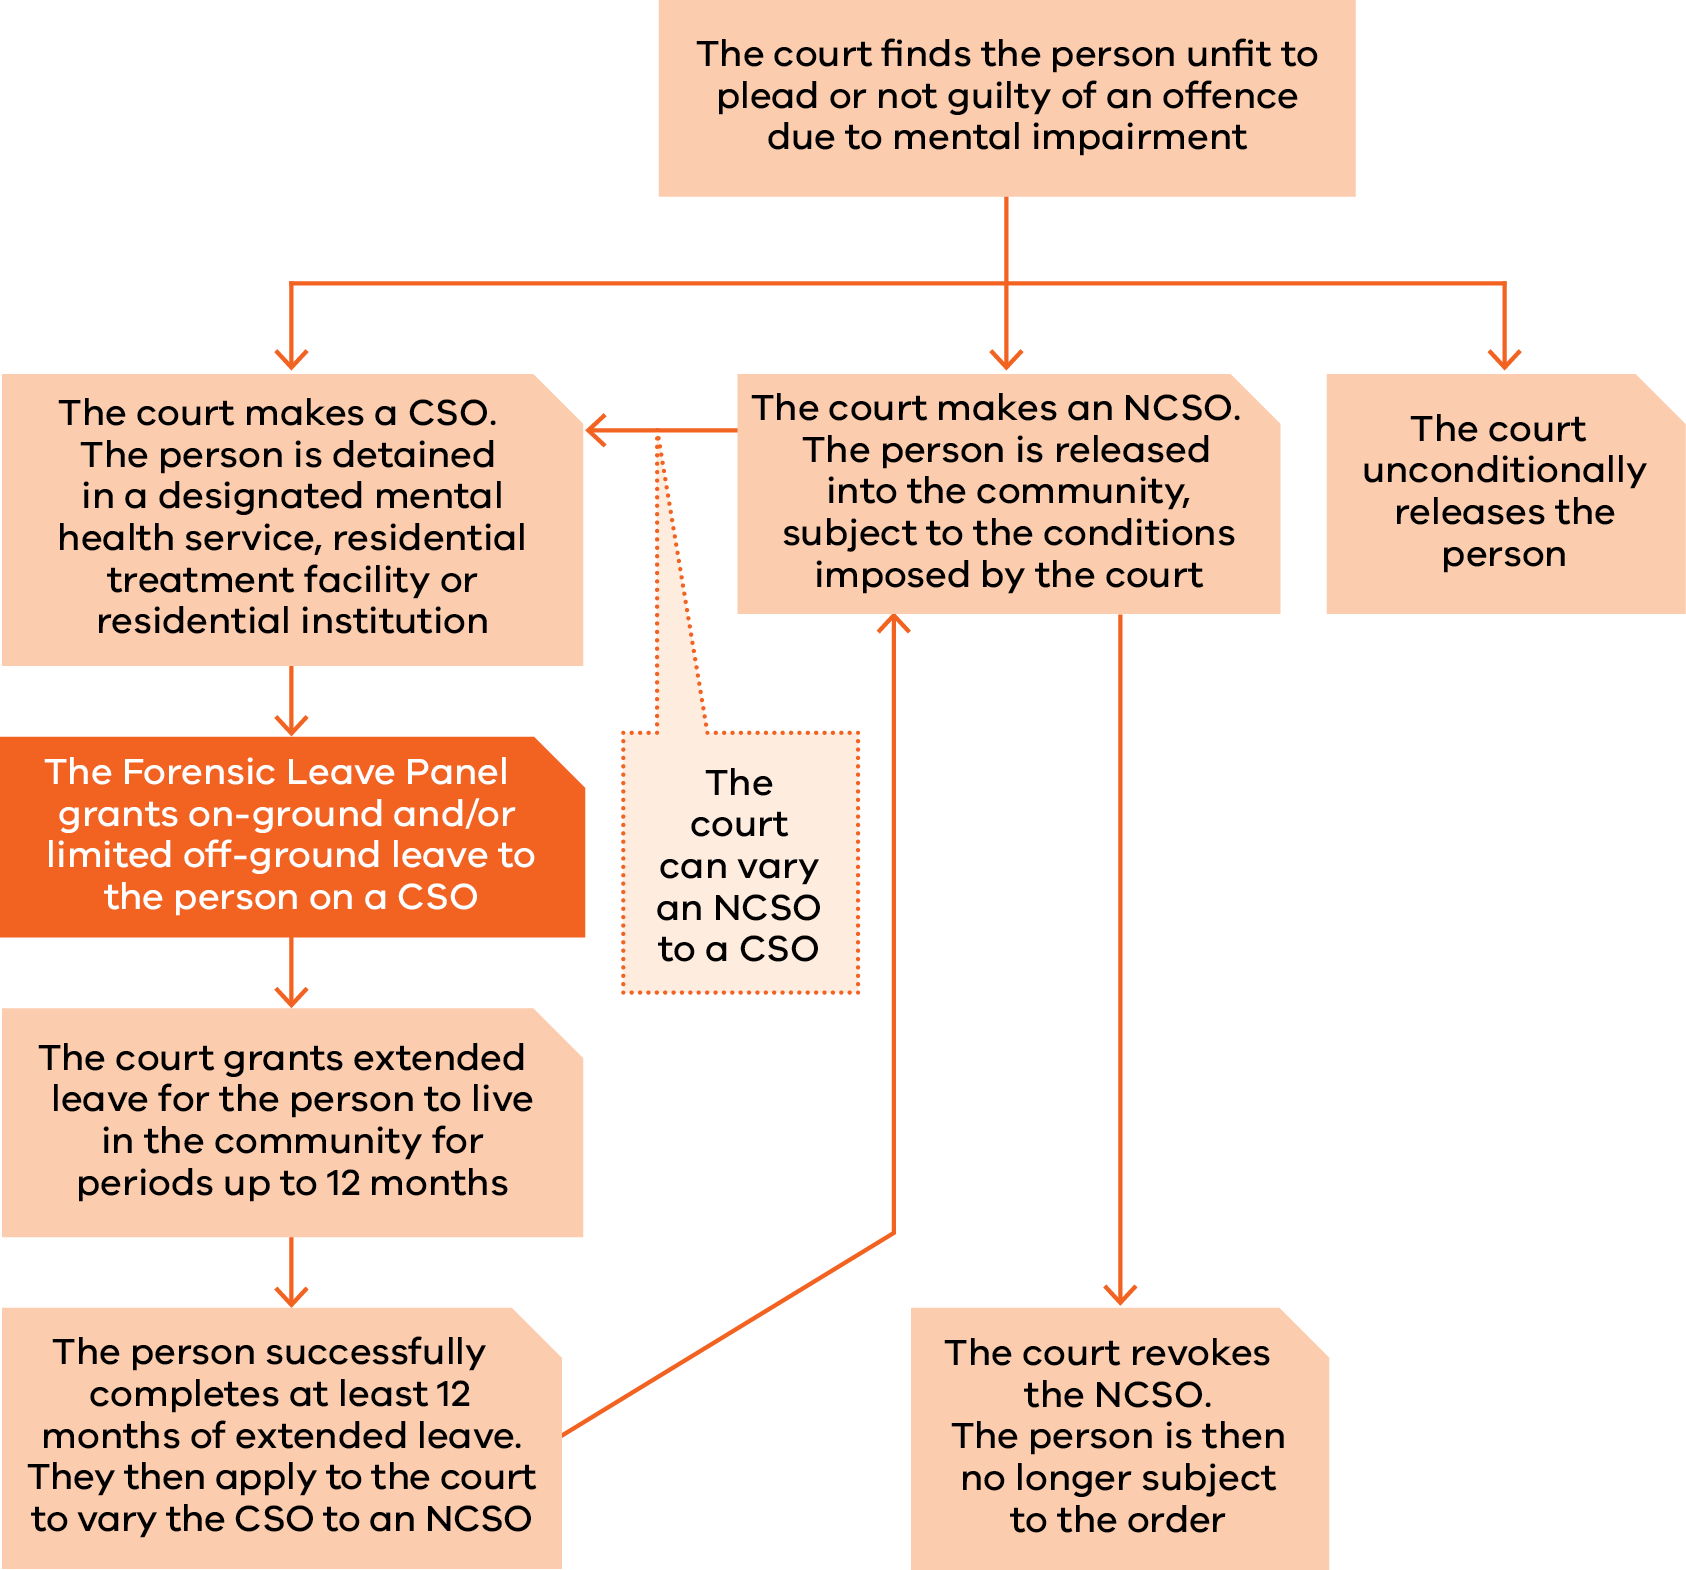 The court finds the person unfit to
plead or not guilty of an offence
due to mental impairment
The court makes a CSO.
The person is detained
in a designated mental
health service, residential
treatment facility or
residential institution
The court makes an NCSO.
The person is released
into the community,
subject to the conditions
imposed by the court
The court
unconditionally
releases the
person
The Forensic Leave Panel
grants on-ground and/or
limited off-ground leave to
the person on a CSO
The
court
can vary
an NCSO
to a CSO
The court grants extended
leave for the person to live
in the community for
periods up to 12 months
The person successfully
completes at least 12
months of extended leave.
They then apply to the court
to vary the CSO to an NCSO
The court revokes
the NCSO.
The person is then
no longer subject
to the order